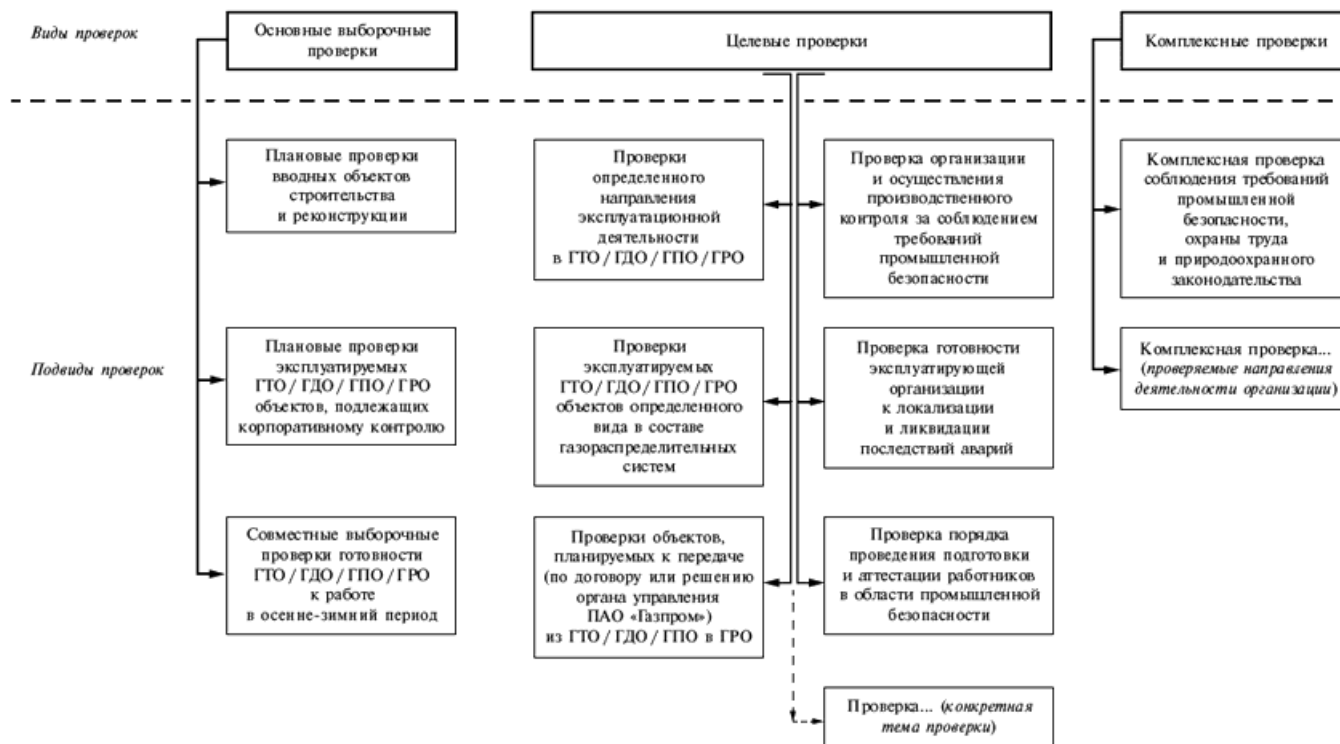 Виды проверок
Основные выборочные
проверки
Целевые проверки
Комплексные проверки
Подвиды проверок
Плановые проверки
вводных объектов
строительства
и реконструкции
Плановые проверки
эксплуатируемых
ГТО / ГДО / ГПО / ГРО
объектов, подлежащих
корпоративному контролю
Совместные выборочные
проверки готовности
ГТО / ГДО / ГПО / ГРО
к работе
в осенне-зимний период
Проверки
определенного
направления
эксплуатационной
деятельности
в ГТО / ГДО / ГПО / ГРО
Проверки
эксплуатируемых
ГТО / ГДО / ГПО / ГРО
объектов определенного
вида в составе
газораспределительных
систем
Проверки объектов,
планируемых к передаче
(по договору или решению
органа управления
ПАО «Газпром»)
из ГТО / ГДО / ГПО в ГРО
Проверка организации
и осуществления
производственного
контроля за соблюдением
требований
промышленной
безопасности
Проверка готовности
эксплуатирующей
организации
к локализации
и ликвидации
последствий аварий
Проверка порядка
проведения подготовки
и аттестации работников
в области промышленной
безопасности
Проверка... (конкретная
тема проверки)
Комплексная проверка
соблюдения требований
промышленной
безопасности,
охраны труда
и природоохранного
законодательства
Комплексная проверка...
(проверяемые направления
деятельности организации)